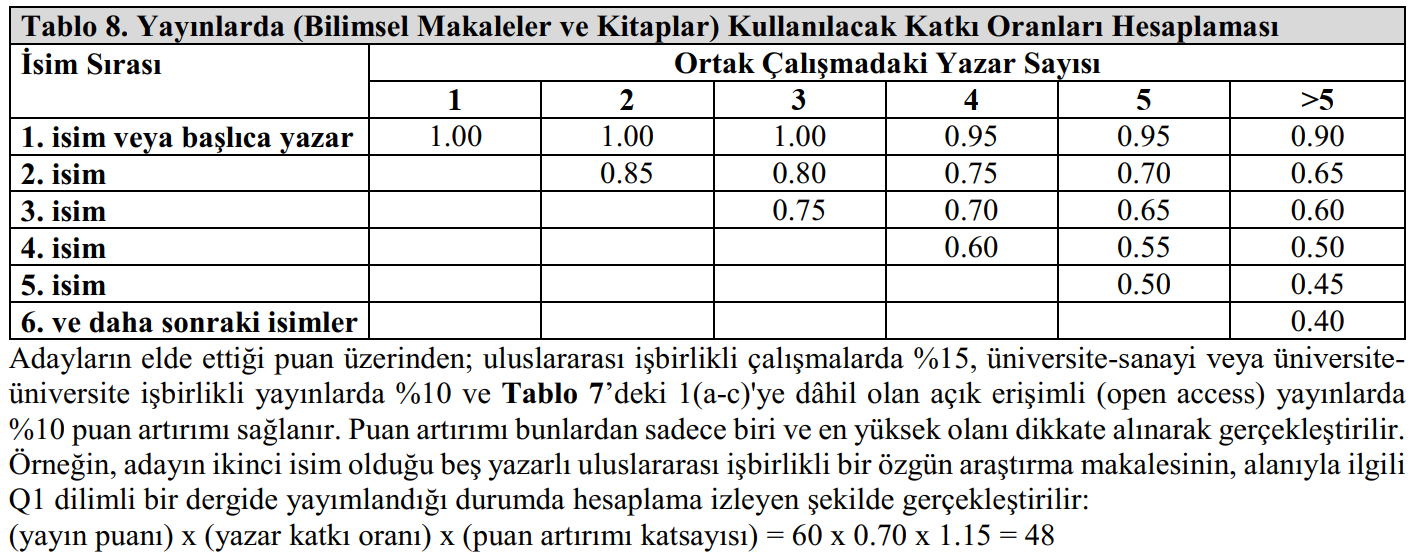 Tablo 8. Yayınlarda (Bilimsel Makaleler ve Kitaplar) Kullanılacak Katkı Oranları Hesaplaması
İsim Sırası Ortak Çalışmadaki Yazar Sayısı
1 2 3 4 5 >5
1. isim veya başlıca yazar 1.00 1.00 1.00 0.95 0.95 0.90
2. isim 0.85 0.80 0.75 0.70 0.65
3. isim 0.75 0.70 0.65 0.60
4. isim 0.60 0.55 0.50
5. isim 0.50 0.45
6. ve daha sonraki isimler 0.40
Adayların elde ettiği puan üzerinden; uluslararası işbirlikli çalışmalarda %15, üniversite-sanayi veya üniversite-
üniversite işbirlikli yayınlarda %10 ve Tablo 7’deki 1(a-c)'ye dâhil olan açık erişimli (open access) yayınlarda
%10 puan artırımı sağlanır. Puan artırımı bunlardan sadece biri ve en yüksek olanı dikkate alınarak gerçekleştirilir.
Örneğin, adayın ikinci isim olduğu beş yazarlı uluslararası işbirlikli bir özgün araştırma makalesinin, alanıyla ilgili
Q1 dilimli bir dergide yayımlandığı durumda hesaplama izleyen şekilde gerçekleştirilir:
(yayın puanı) x (yazar katkı oranı) x (puan artırımı katsayısı) = 60 x 0.70 x 1.15 = 48